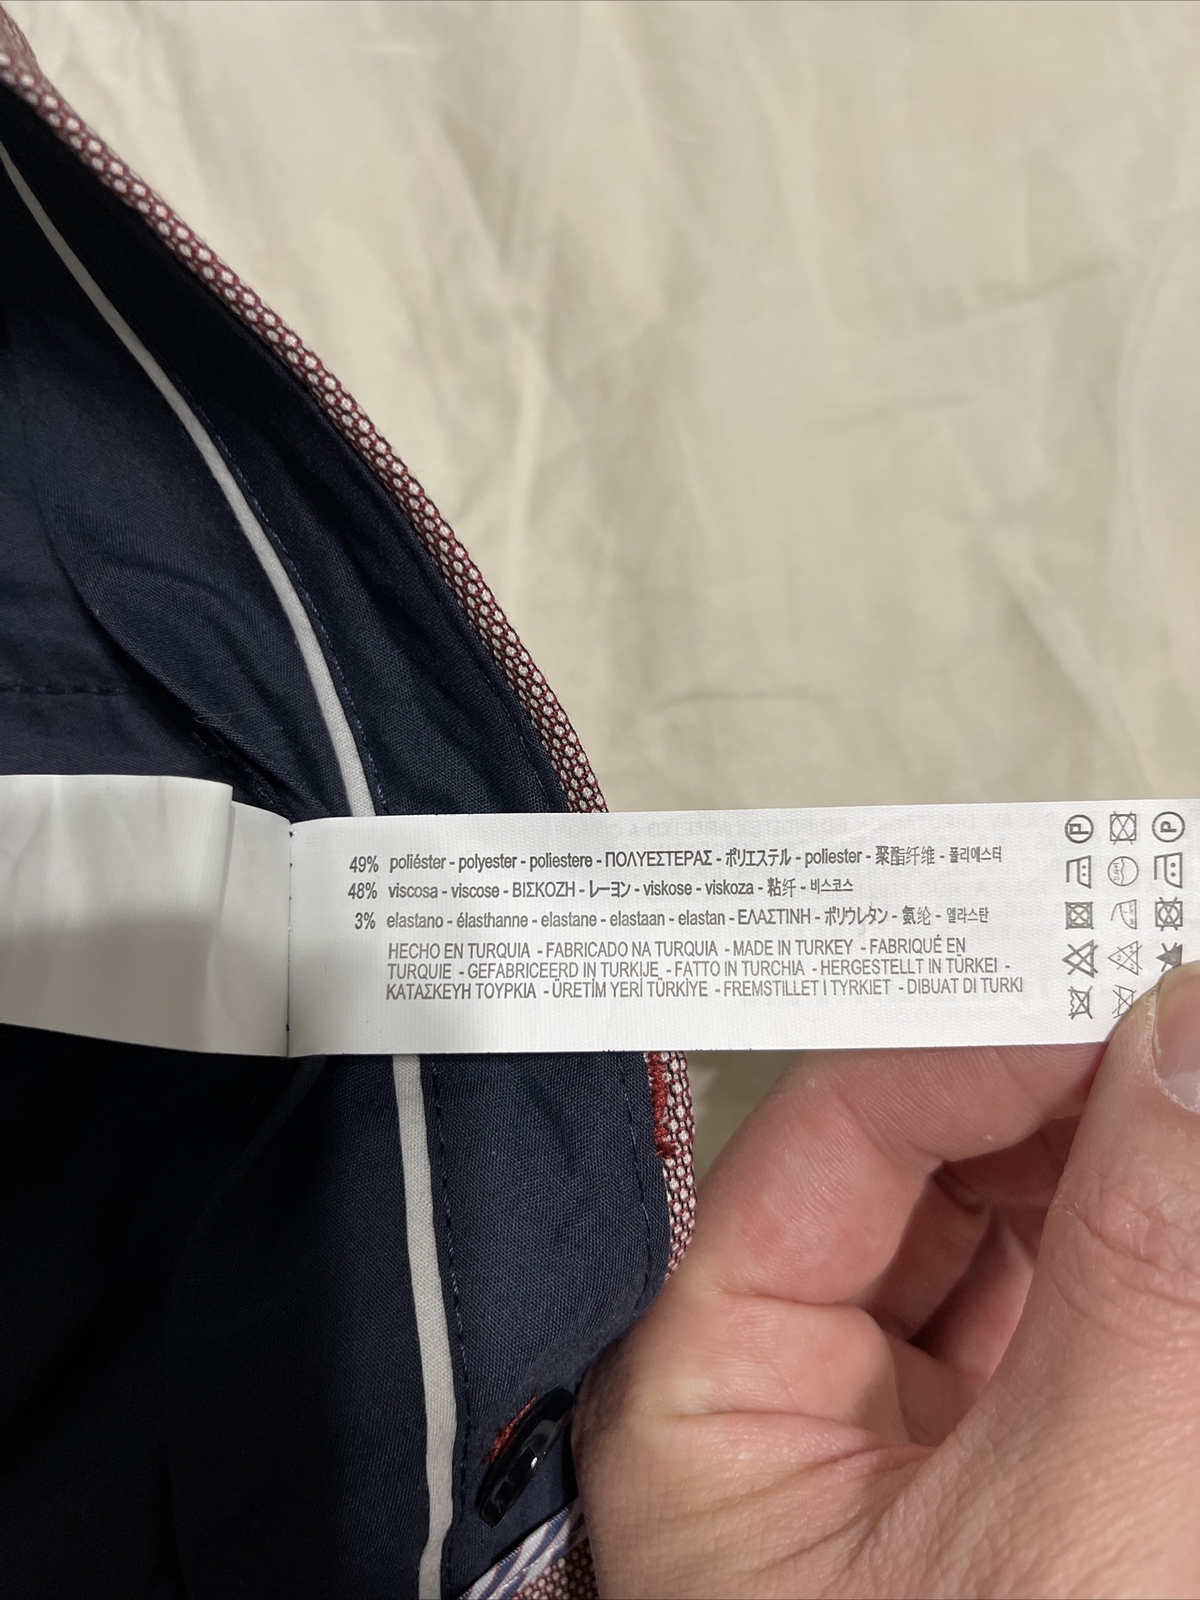 49% poliéster - polyester - poliestere - ΠΟΛΥΕΣΤΕΡΑΣ - ポリエステル - poliester - 聚酯纤维 - 폴리에스터
48% viscosa - viscose - ΒΙΣΚΟΖΗ - レーヨン - viskose - viskoza - 粘纤 - 비스코스
3% elastano - élasthanne - elastane - elastaan - elastan - ΕΛΑΣΤΙΝΗ - ポリウレタン - 氨纶 - 엘라스탄
HECHO EN TURQUIA - FABRICADO NA TURQUIA - MADE IN TURKEY - FABRIQUÉ EN
TURQUIE - GEFABRICEERD IN TURKIJE - FATTO IN TURCHIA - HERGESTELLT IN TÜRKEI -
ΚΑΤΑΣΚΕΥΗ ΤΟΥΡΚΙΑ - ÜRETİM YERİ TÜRKİYE - FREMSTILLET I TYRKIET - DIBUAT DI TURKI